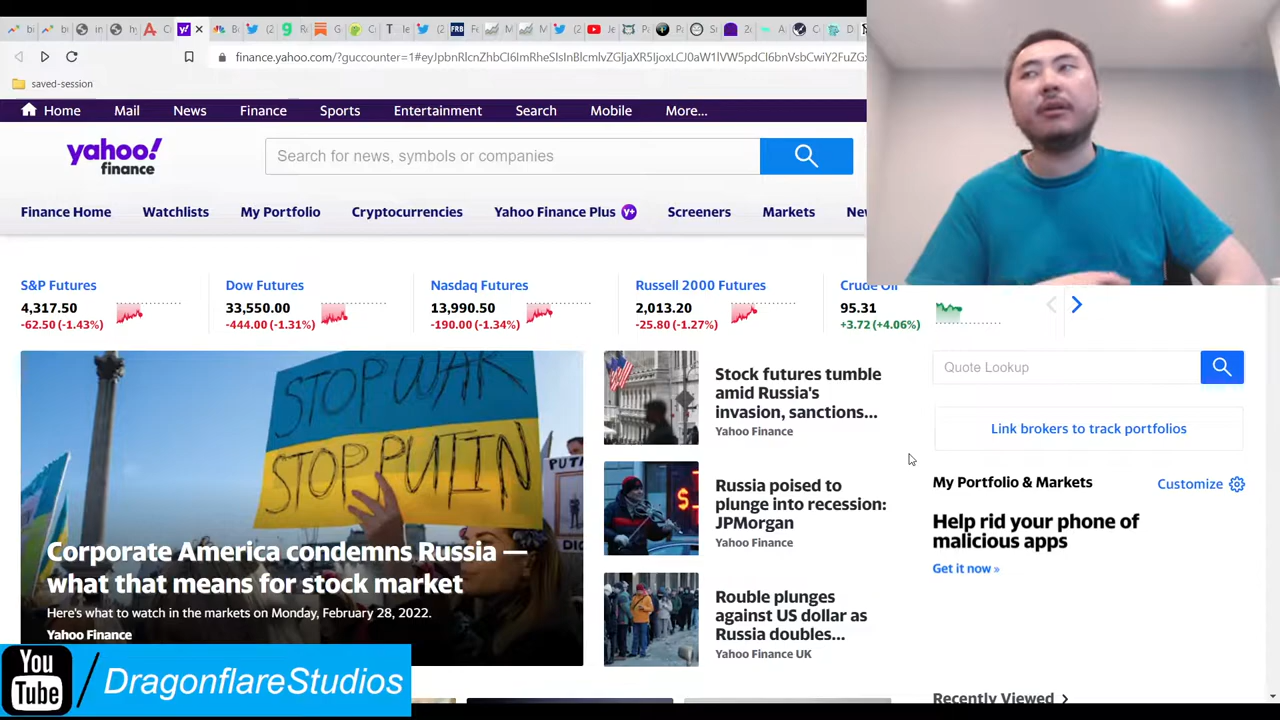 finance.yahoo.com/?guccounter=1#eyJpbnRlcnZhbCI6ImRheSIsInBlcmlvZGljaXR5IjoxLCJ0aW1lVW5pdCI6bnVsbCwiY2FuZG
saved-session
Home Mail News Finance Sports Entertainment Search Mobile More...
yahoo!
finance
Search for news, symbols or companies
Finance Home Watchlists My Portfolio Cryptocurrencies Yahoo Finance Plus y+ Screeners Markets
S&P Futures
4,317.50
-62.50 (-1.43%)
Dow Futures
33,550.00
-444.00 (-1.31%)
Nasdaq Futures
13,990.50
-190.00 (-1.34%)
Russell 2000 Futures
2,013.20
-25.80 (-1.27%)
Crude Oil
95.31
+3.72 (+4.06%)
STOP WAR
STOP PUTIN
Corporate America condemns Russia —
what that means for stock market
Here's what to watch in the markets on Monday, February 28, 2022.
Yahoo Finance
Stock futures tumble
amid Russia's
invasion, sanctions...
Yahoo Finance
Russia poised to
plunge into recession:
JPMorgan
Yahoo Finance
Rouble plunges
against US dollar as
Russia doubles...
Yahoo Finance UK
Quote Lookup
Link brokers to track portfolios
My Portfolio & Markets
Customize
Help rid your phone of
malicious apps
Get it now »
Recently Viewed
You
Tube
/ DragonflareStudios